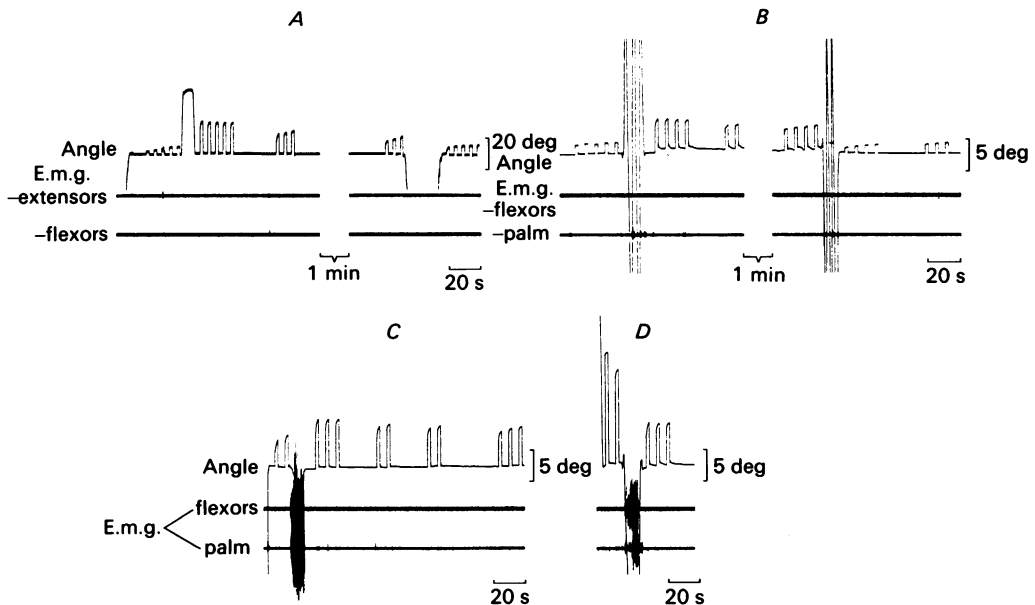 A
B
Angle
E.m.g.
–extensors
–flexors
1 min
20 s
20 deg
Angle
E.m.g.
–flexors
–palm
5 deg
1 min
20 s
C
D
Angle
E.m.g.
flexors
palm
5 deg
20 s
5 deg
20 s